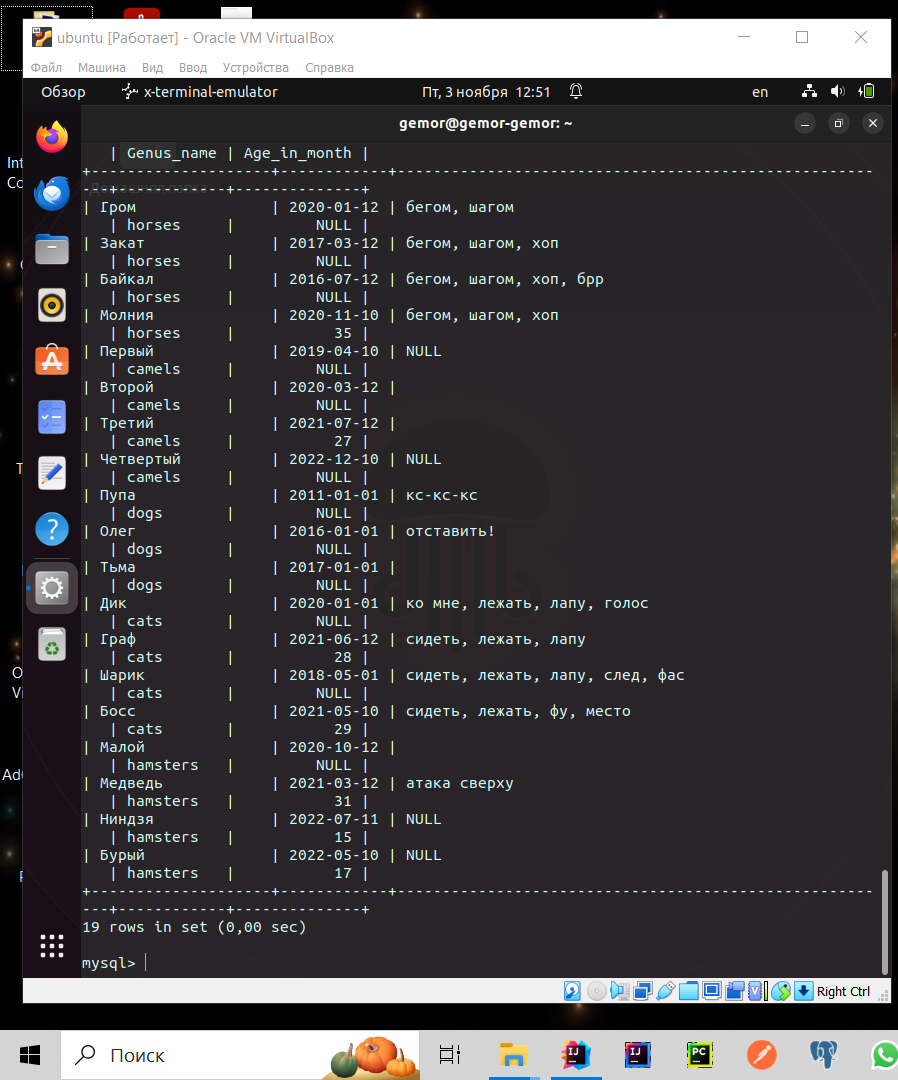 ubuntu [Работает] - Oracle VM VirtualBox
Файл Машина Вид Ввод Устройства Справка
Обзор x-terminal-emulator Пт, 3 ноября 12:51 en
gemor@gemor-gemor: ~
Int
Co
| Genus_name | Age_in_month |
+--------------------+------------+-----------------------------------------------------
---+------------+--------------+
| Гром | 2020-01-12 | бегом, шагом
| horses | NULL |
| Закат | 2017-03-12 | бегом, шагом, хоп
| horses | NULL |
| Байкал | 2016-07-12 | бегом, шагом, хоп, брр
| horses | NULL |
| Молния | 2020-11-10 | бегом, шагом, хоп
| horses | 35 |
| Первый | 2019-04-10 | NULL
| camels | NULL |
| Второй | 2020-03-12 |
| camels | NULL |
| Третий | 2021-07-12 |
| camels | 27 |
| Четвертый | 2022-12-10 | NULL
| camels | NULL |
| Пупа | 2011-01-01 | кс-кс-кс
| dogs | NULL |
| Олег | 2016-01-01 | отставить!
| dogs | NULL |
| Тьма | 2017-01-01 |
| dogs | NULL |
| Дик | 2020-01-01 | ко мне, лежать, лапу, голос
| cats | NULL |
| Граф | 2021-06-12 | сидеть, лежать, лапу
| cats | 28 |
| Шарик | 2018-05-01 | сидеть, лежать, лапу, след, фас
| cats | NULL |
| Босс | 2021-05-10 | сидеть, лежать, фу, место
| cats | 29 |
| Малой | 2020-10-12 |
| hamsters | NULL |
| Медведь | 2021-03-12 | атака сверху
| hamsters | 31 |
| Ниндзя | 2022-07-11 | NULL
| hamsters | 15 |
| Бурый | 2022-05-10 | NULL
| hamsters | 17 |
+--------------------+------------+-----------------------------------------------------
---+------------+--------------+
19 rows in set (0,00 sec)
mysql>
Right Ctrl
Поиск